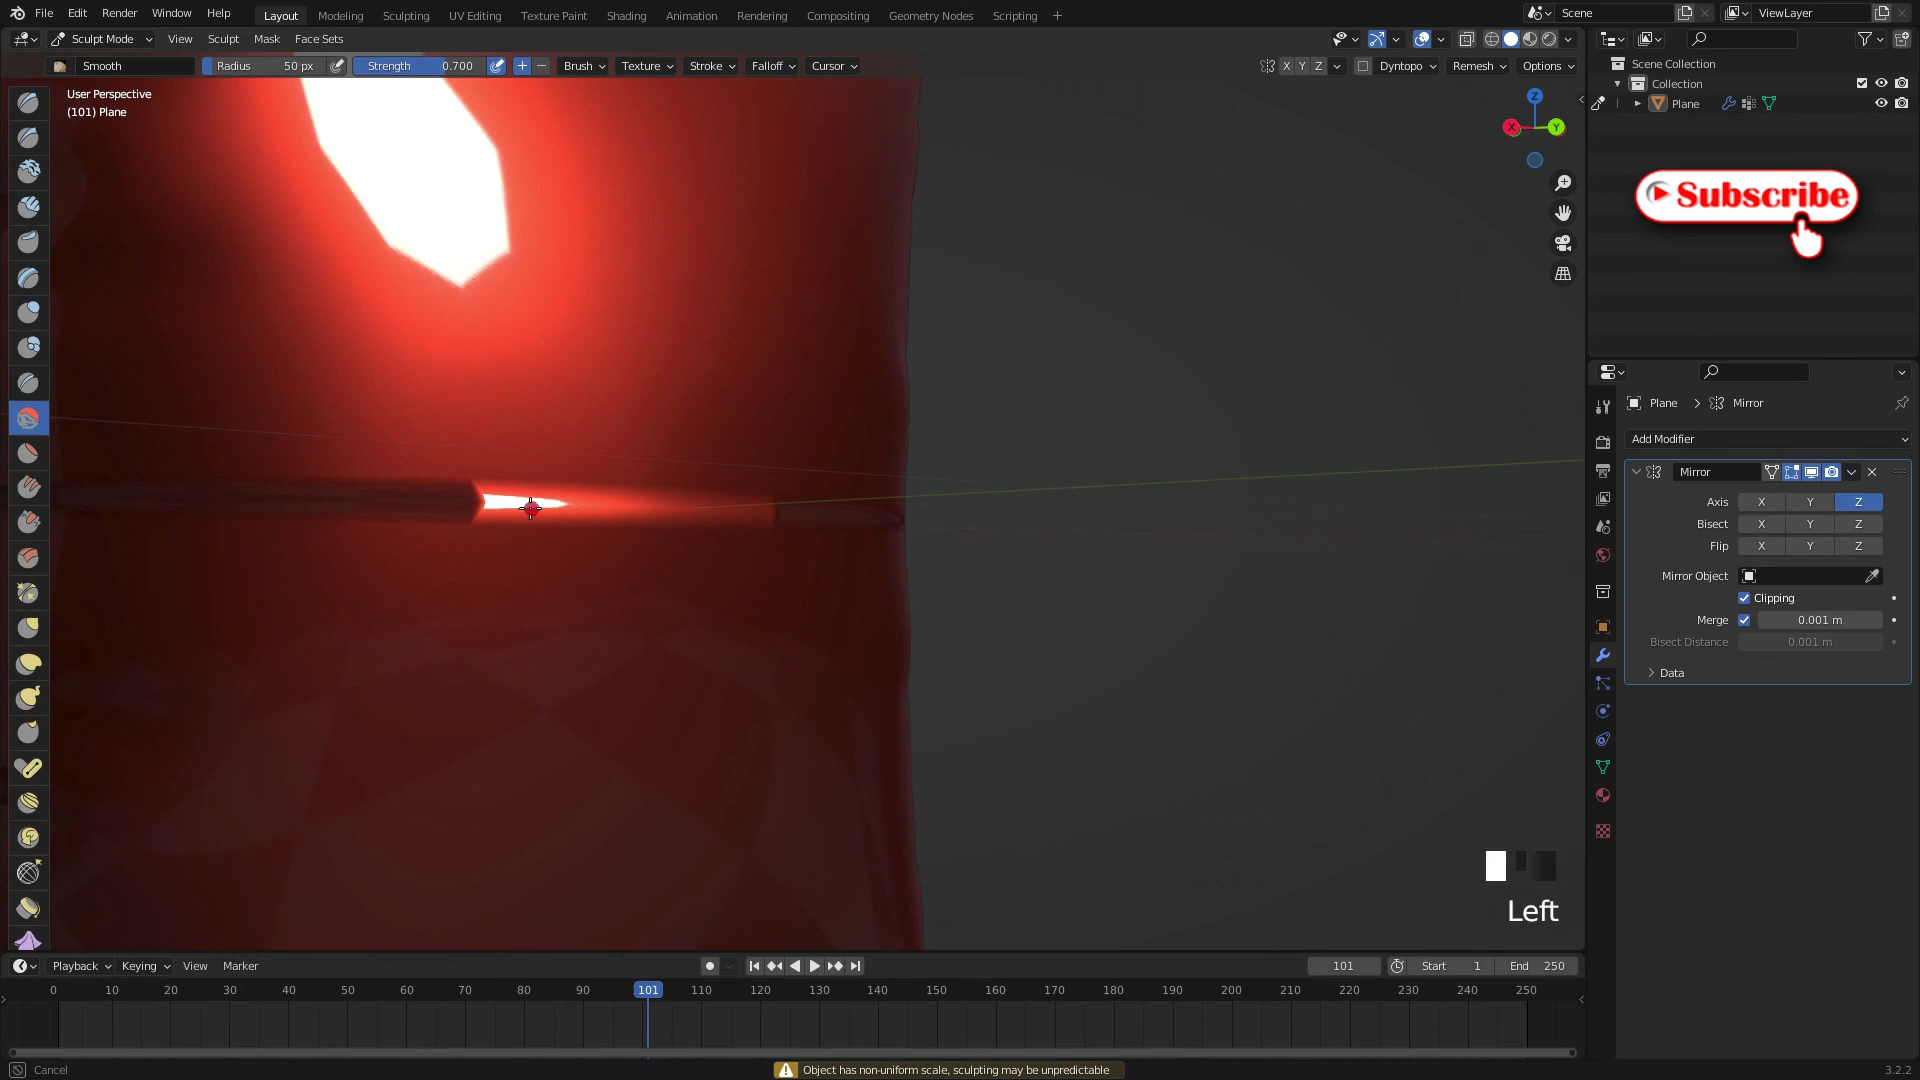 File Edit Render Window Help Layout Modeling Sculpting UV Editing Texture Paint Shading Animation Rendering Compositing Geometry Nodes Scripting + Scene ViewLayer
Sculpt Mode View Sculpt Mask Face Sets
Smooth Radius 50 px Strength 0.700 Brush Texture Stroke Falloff Cursor X Y Z Dyntopo Remesh Options
User Perspective
(101) Plane
Z
X Y
Scene Collection
Collection
Plane
Subscribe
Plane > Mirror
Add Modifier
Mirror
Axis X Y Z
Bisect X Y Z
Flip X Y Z
Mirror Object
Clipping
Merge 0.001 m
Bisect Distance 0.001 m
Data
Left
Playback Keying View Marker 101 Start 1 End 250
0 10 20 30 40 50 60 70 80 90 101 110 120 130 140 150 160 170 180 190 200 210 220 230 240 250
Cancel Object has non-uniform scale, sculpting may be unpredictable 3.2.2